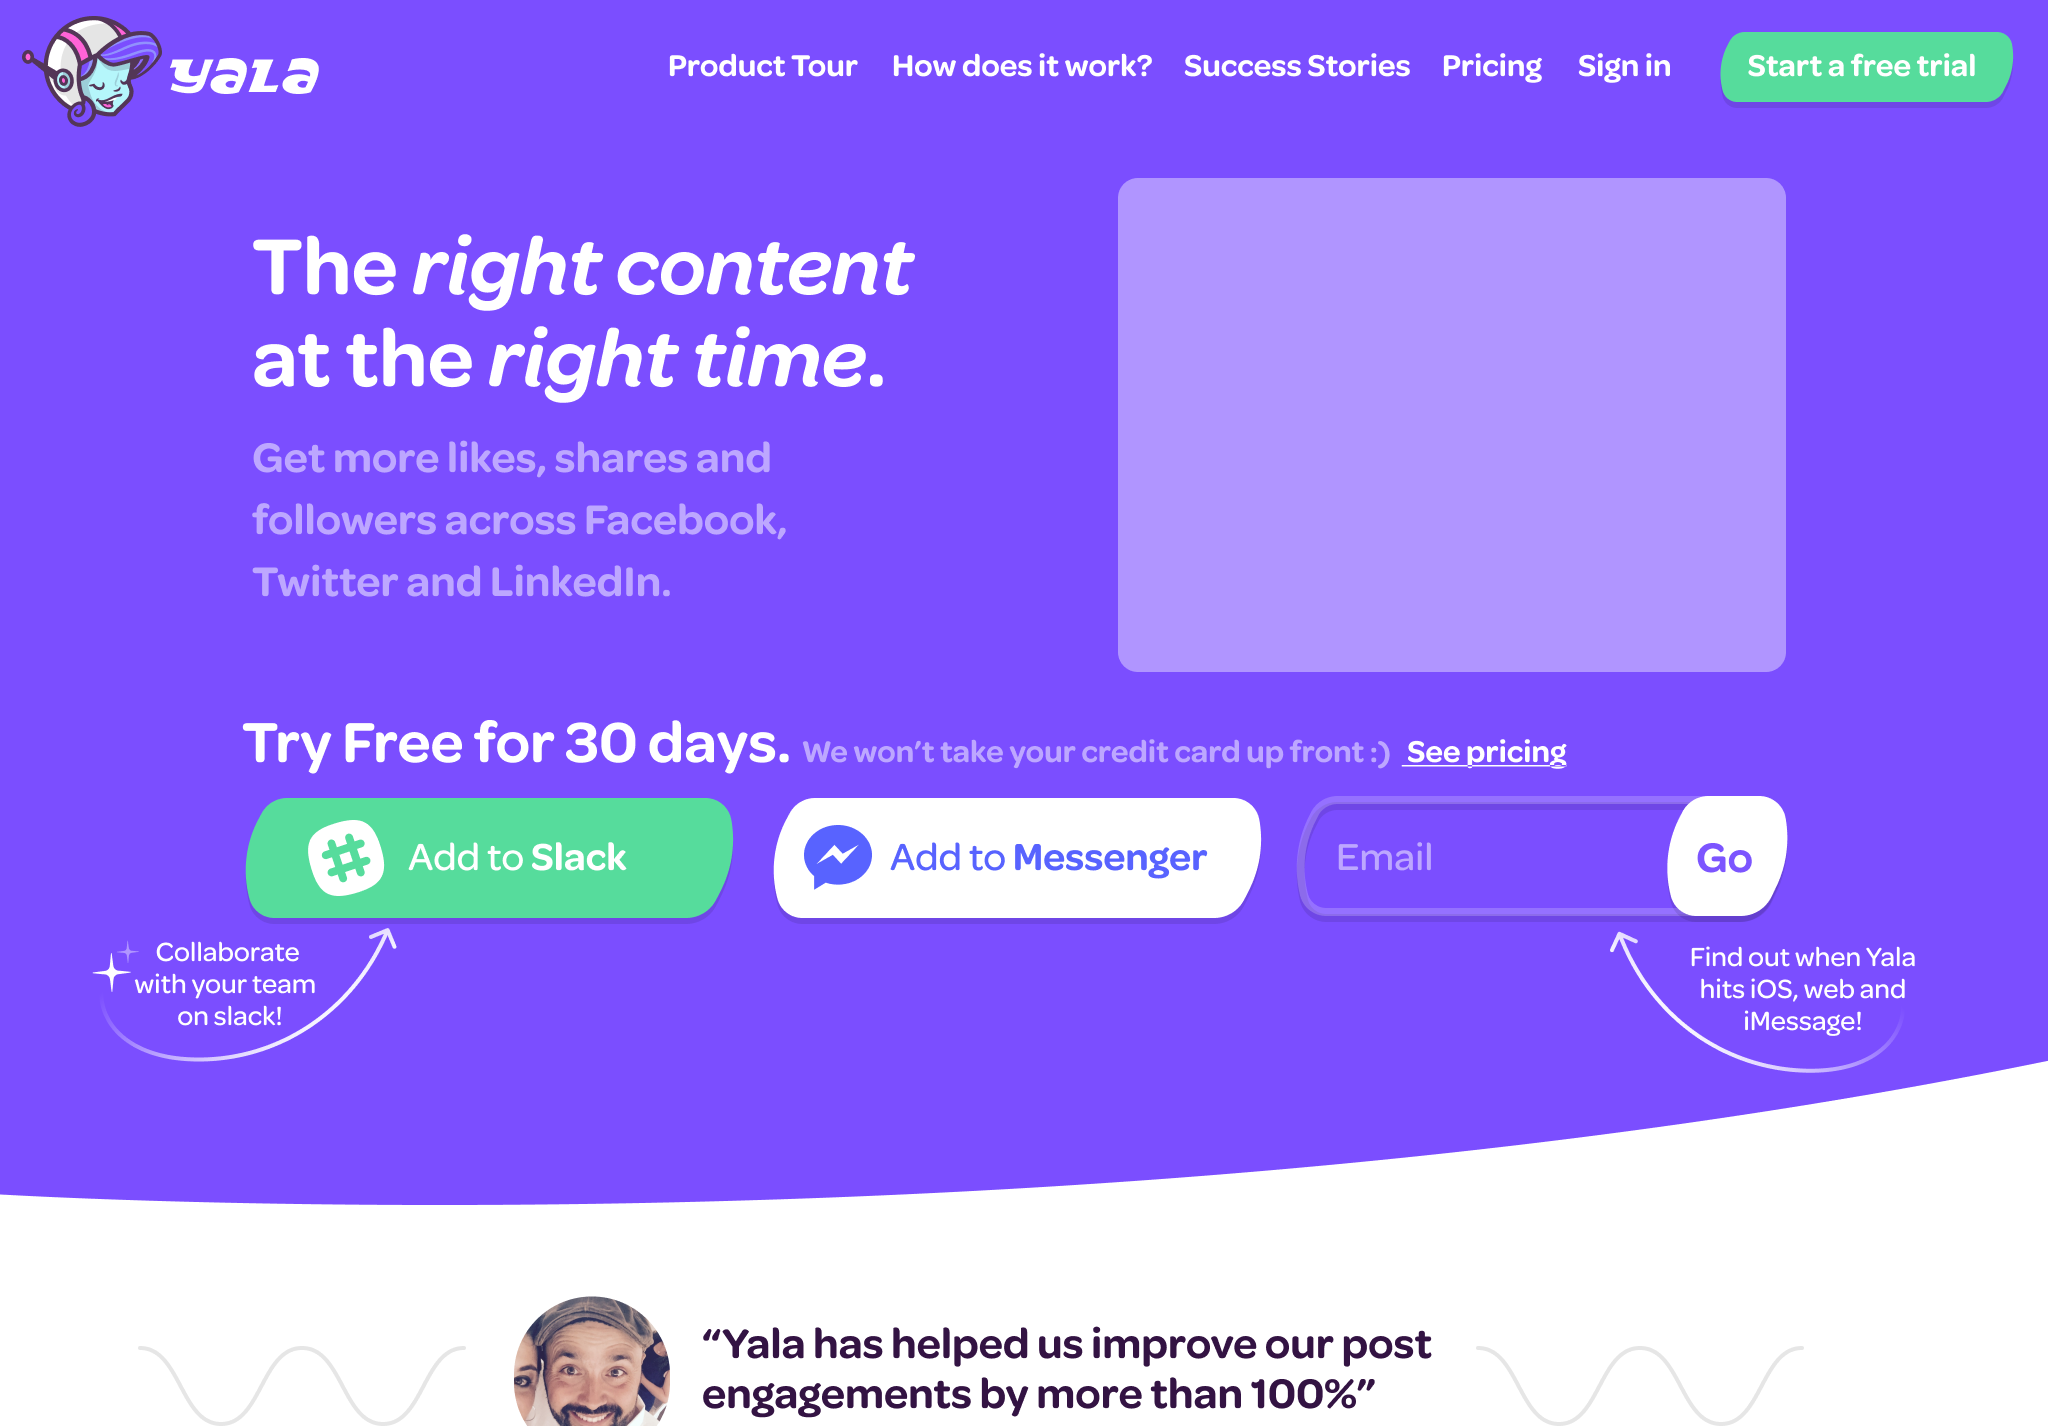 yala
Product Tour
How does it work?
Success Stories
Pricing
Sign in
Start a free trial
The right content
at the right time.
Get more likes, shares and
followers across Facebook,
Twitter and LinkedIn.
Try Free for 30 days. We won’t take your credit card up front :) See pricing
Add to Slack
Add to Messenger
Email
Go
Collaborate
with your team
on slack!
Find out when Yala
hits iOS, web and
iMessage!
“Yala has helped us improve our post
engagements by more than 100%”